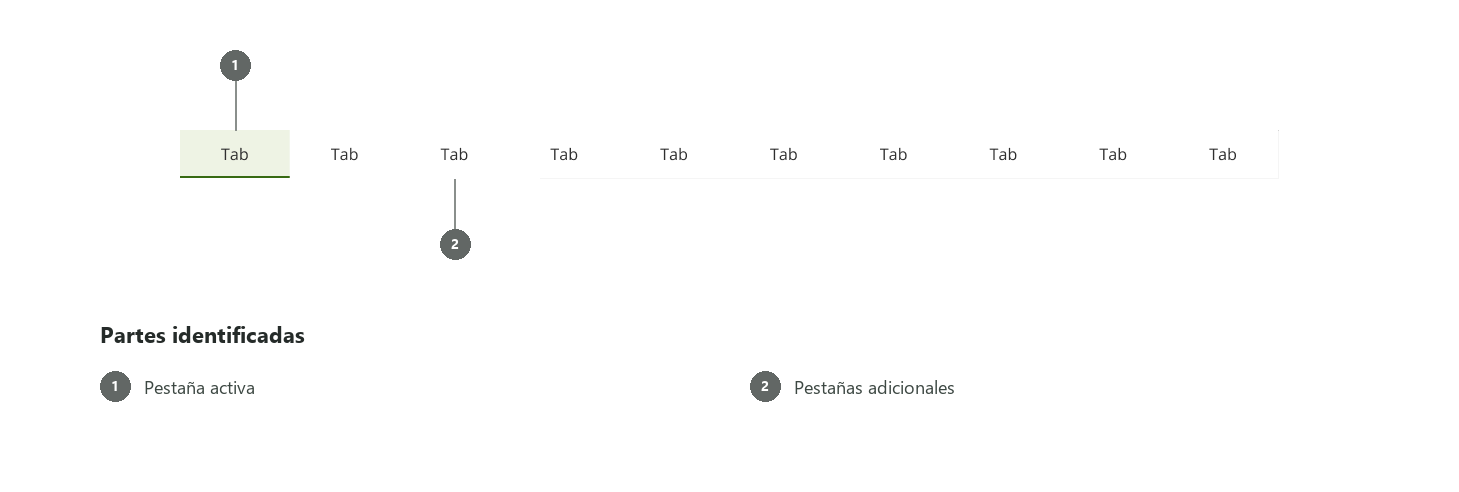 1
Tab Tab Tab Tab Tab Tab Tab Tab Tab Tab
2
Partes identificadas
1 Pestaña activa 2 Pestañas adicionales